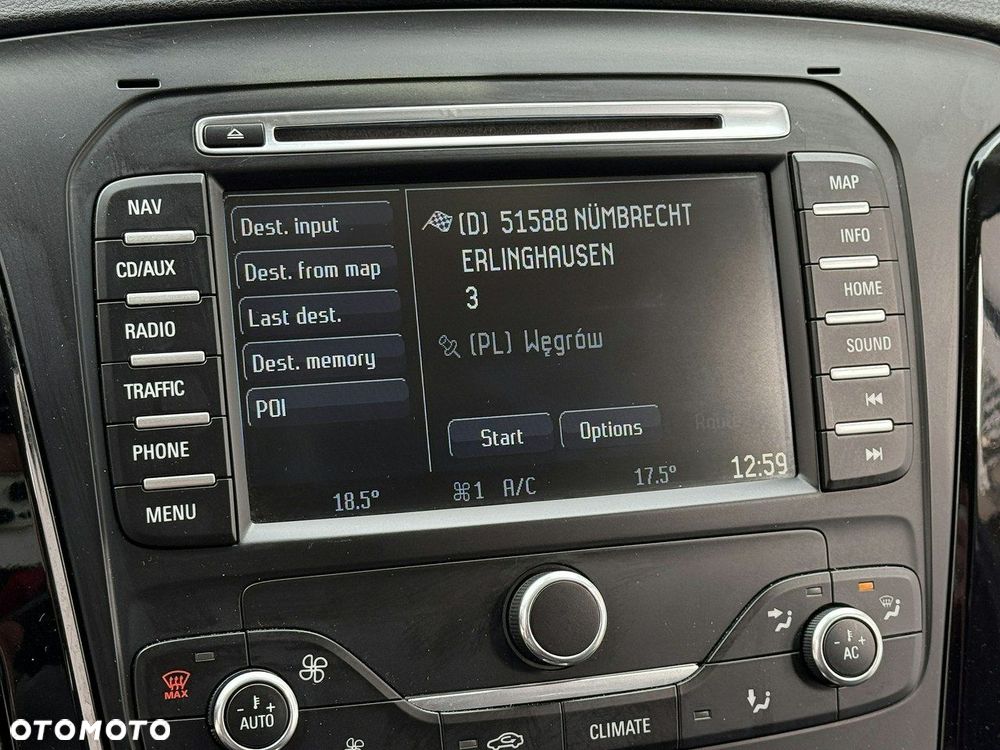 NAV
CD/AUX
RADIO
TRAFFIC
PHONE
MENU
Dest. input
Dest. from map
Last dest.
Dest. memory
POI
(D) 51588 NÜMBRECHT
ERLINGHAUSEN
3
(PL) Węgrów
Start
Options
Route
18.5°
1 A/C
17.5°
12:59
MAP
INFO
HOME
SOUND
MAX
- +
AUTO
CLIMATE
- +
AC
OTOMOTO